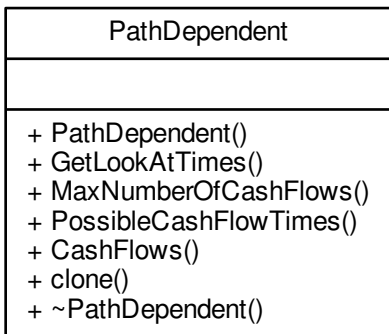 PathDependent
+ PathDependent()
+ GetLookAtTimes()
+ MaxNumberOfCashFlows()
+ PossibleCashFlowTimes()
+ CashFlows()
+ clone()
+ ~PathDependent()